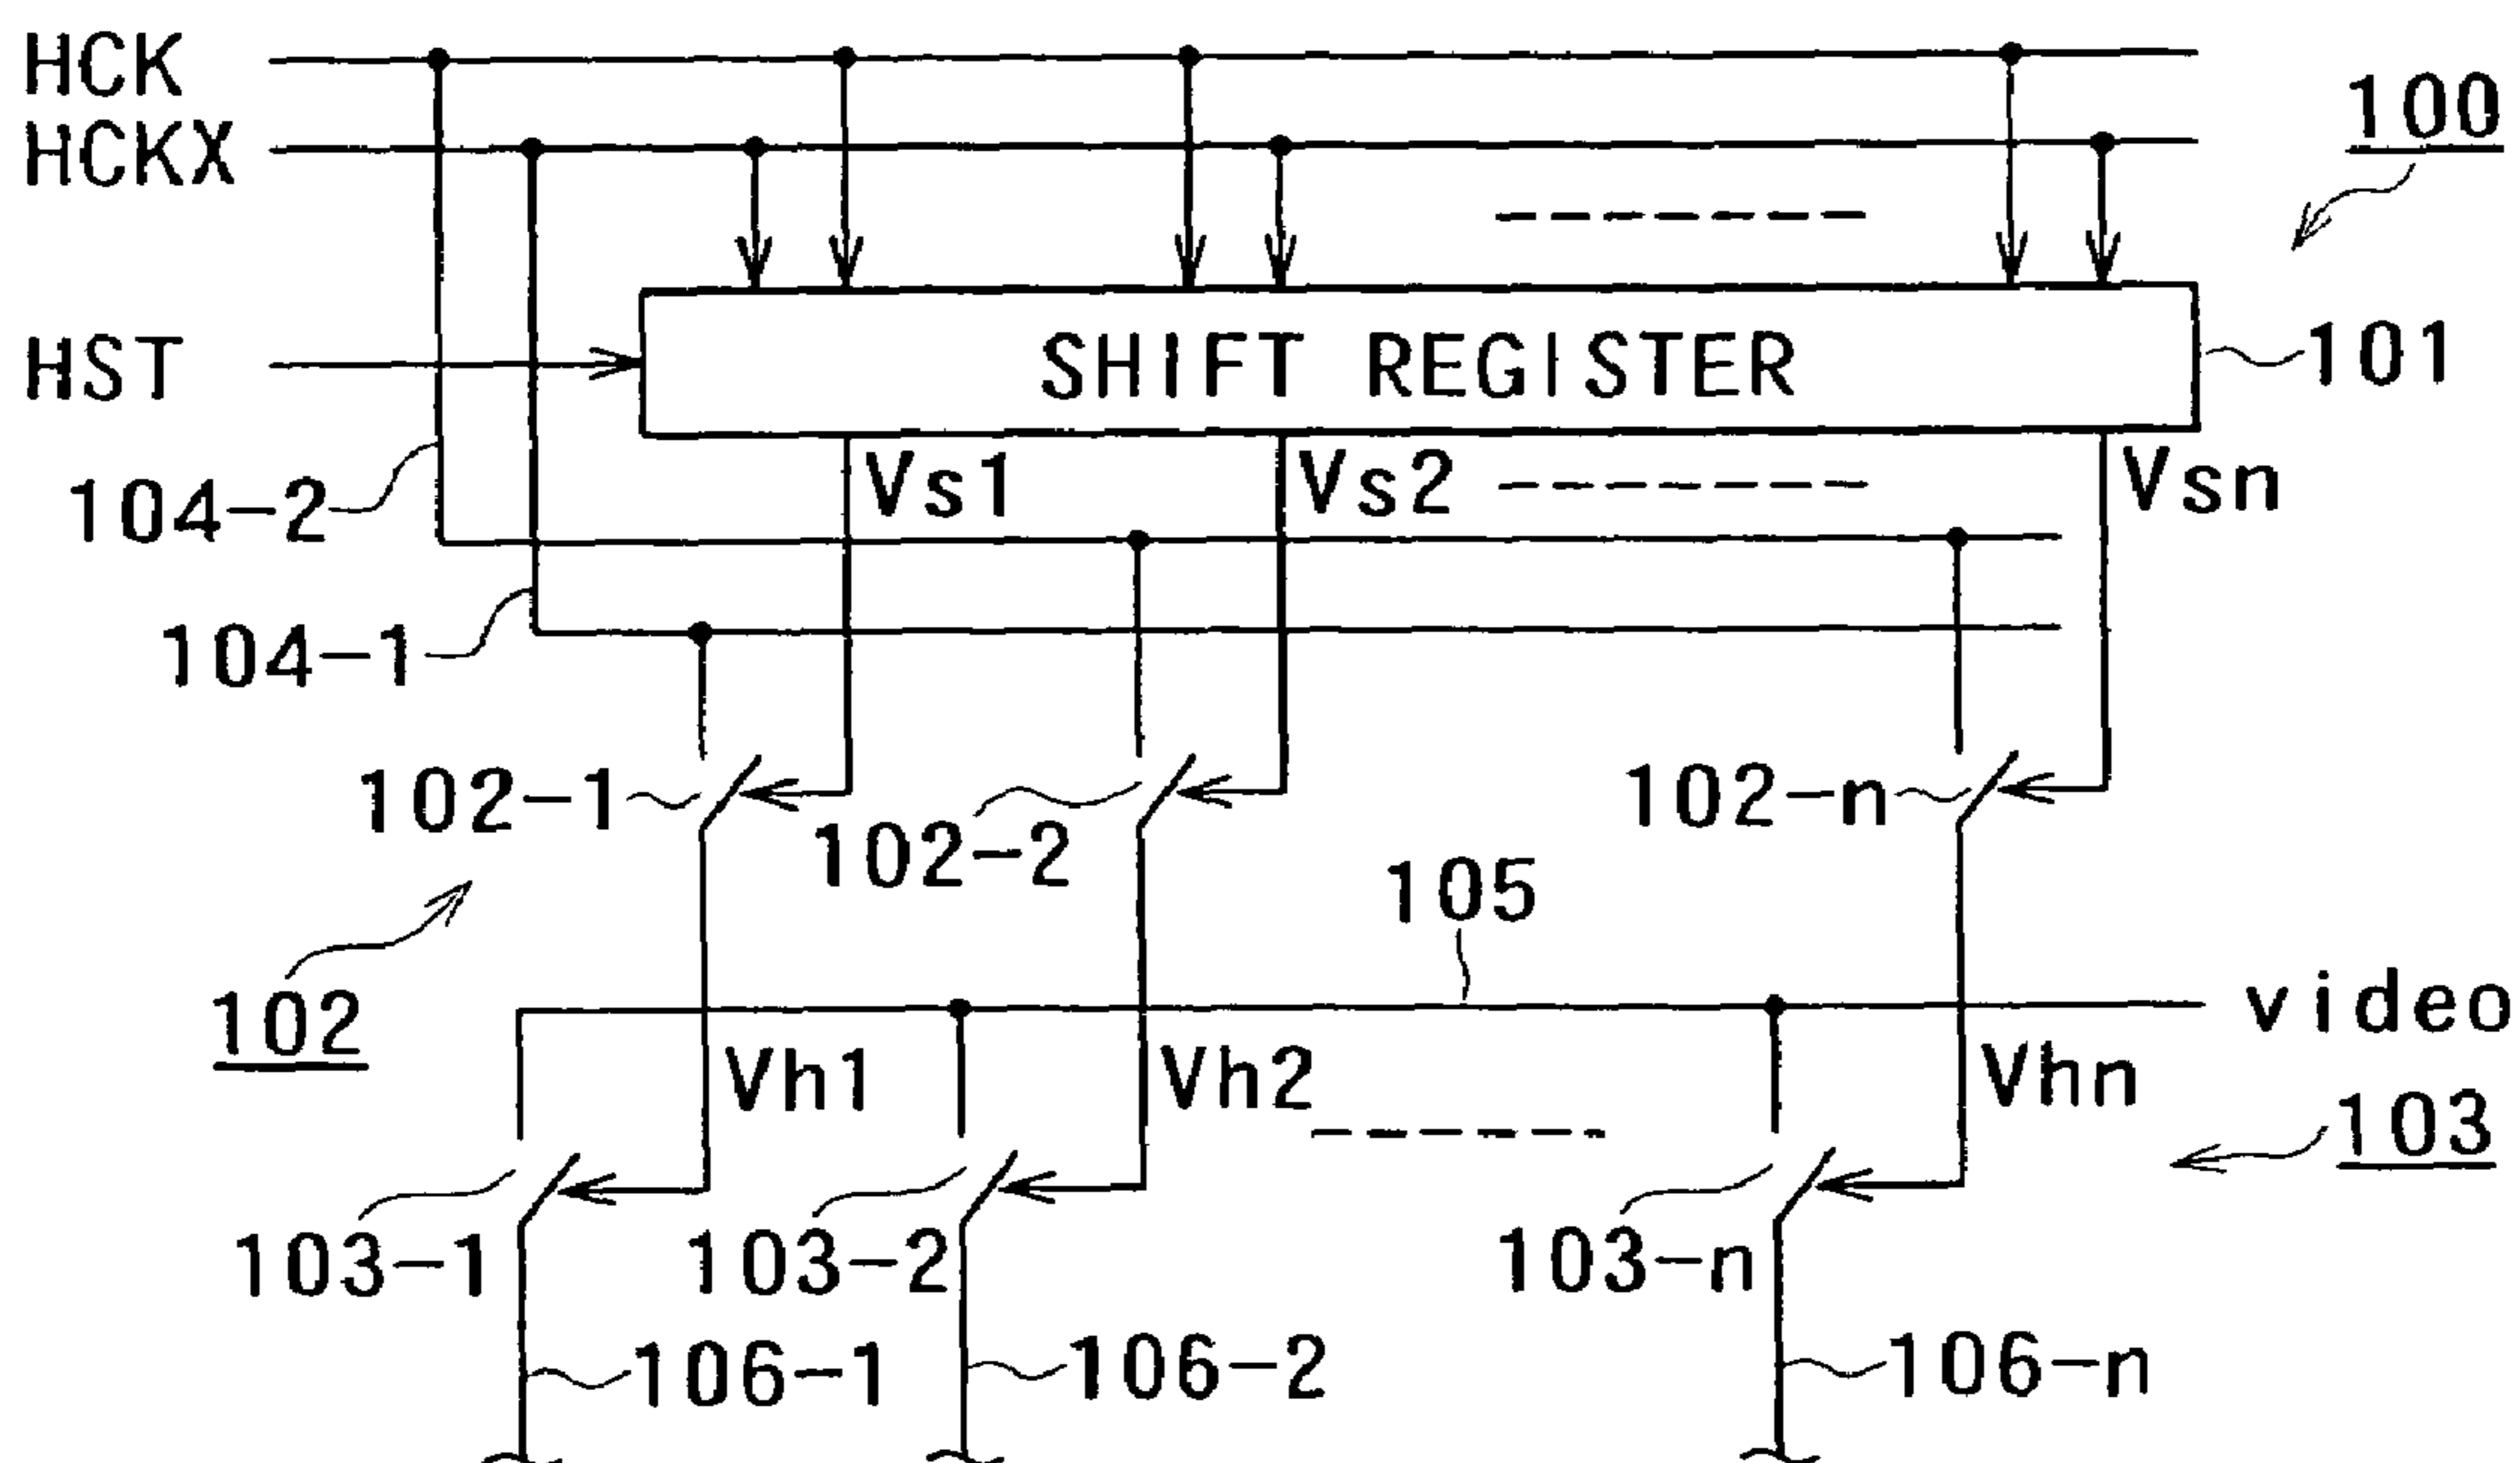 HCK
100
HCKX
HST
SHIFT REGISTER
101
Vs1
Vs2
Vsn
104-2
104-1
102-1
102-2
102-n
105
102
video
Vh1
Vh2
Vhn
103
103-1
103-2
103-n
106-1
106-2
106-n